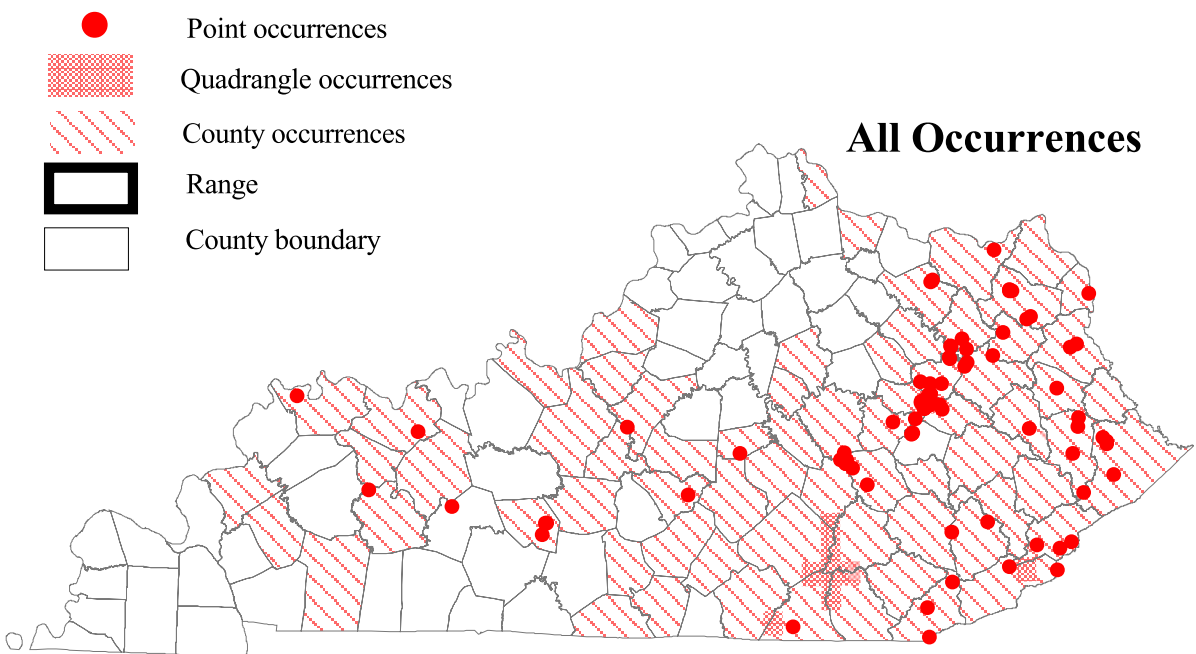 Point occurrences
Quadrangle occurrences
County occurrences
Range
County boundary
All Occurrences